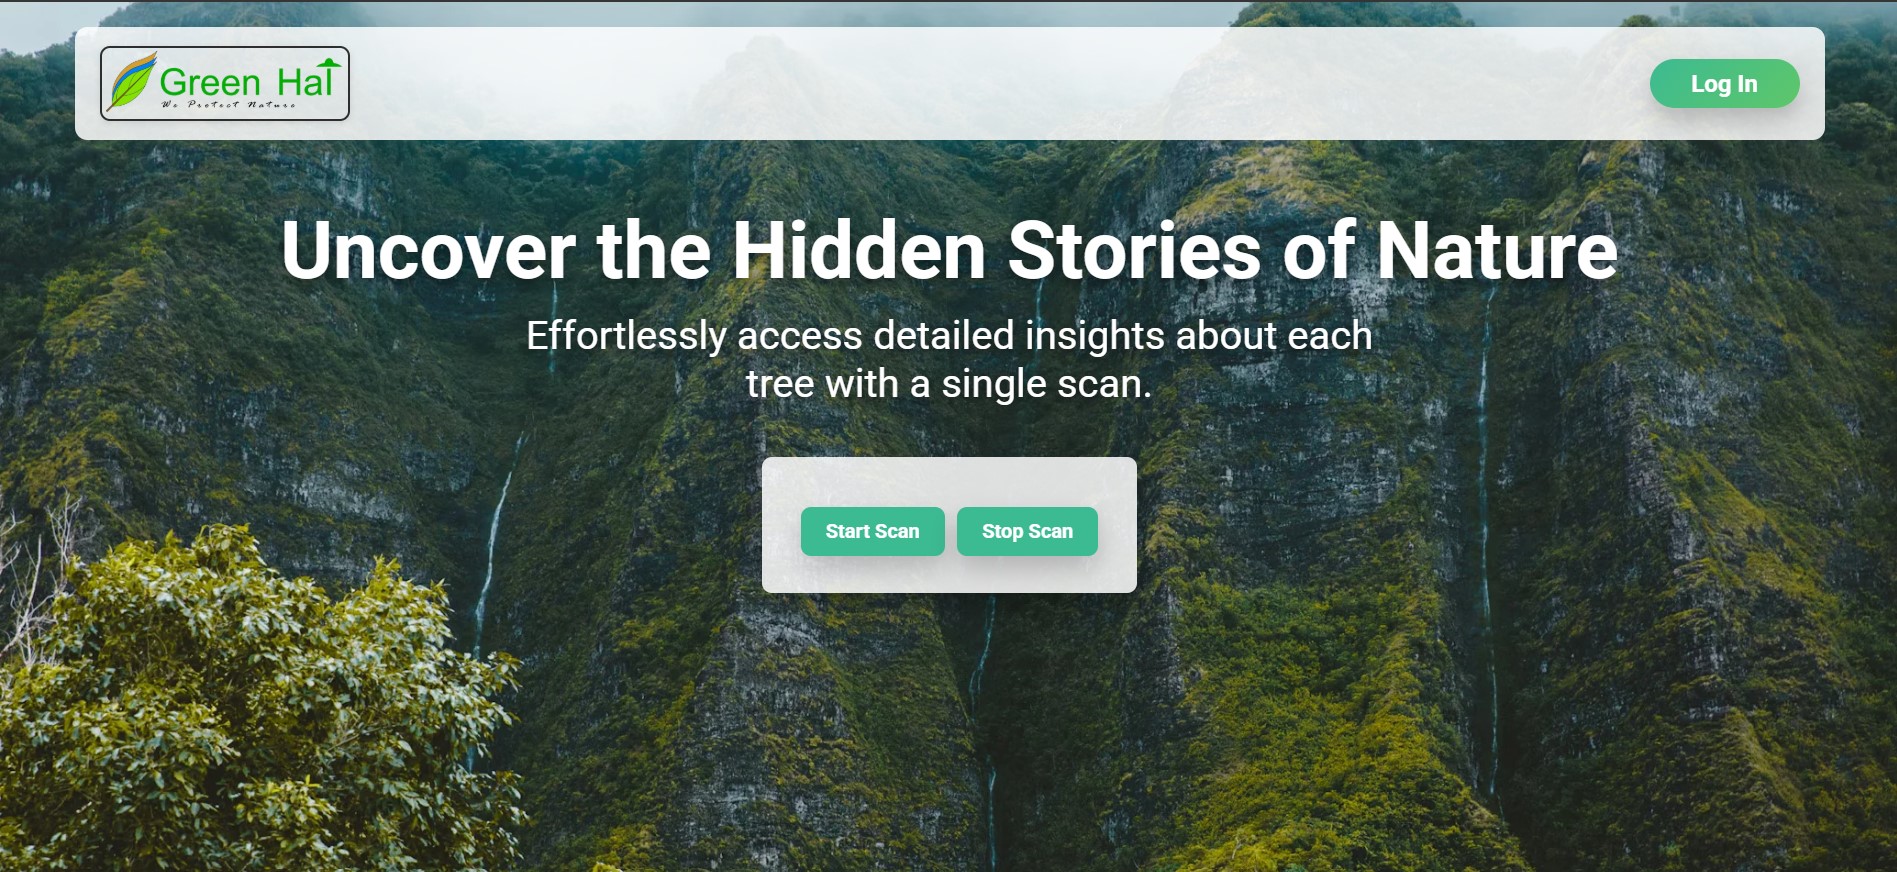 Green Hal
We Protect Nature
Log In
Uncover the Hidden Stories of Nature
Effortlessly access detailed insights about each
tree with a single scan.
Start Scan
Stop Scan